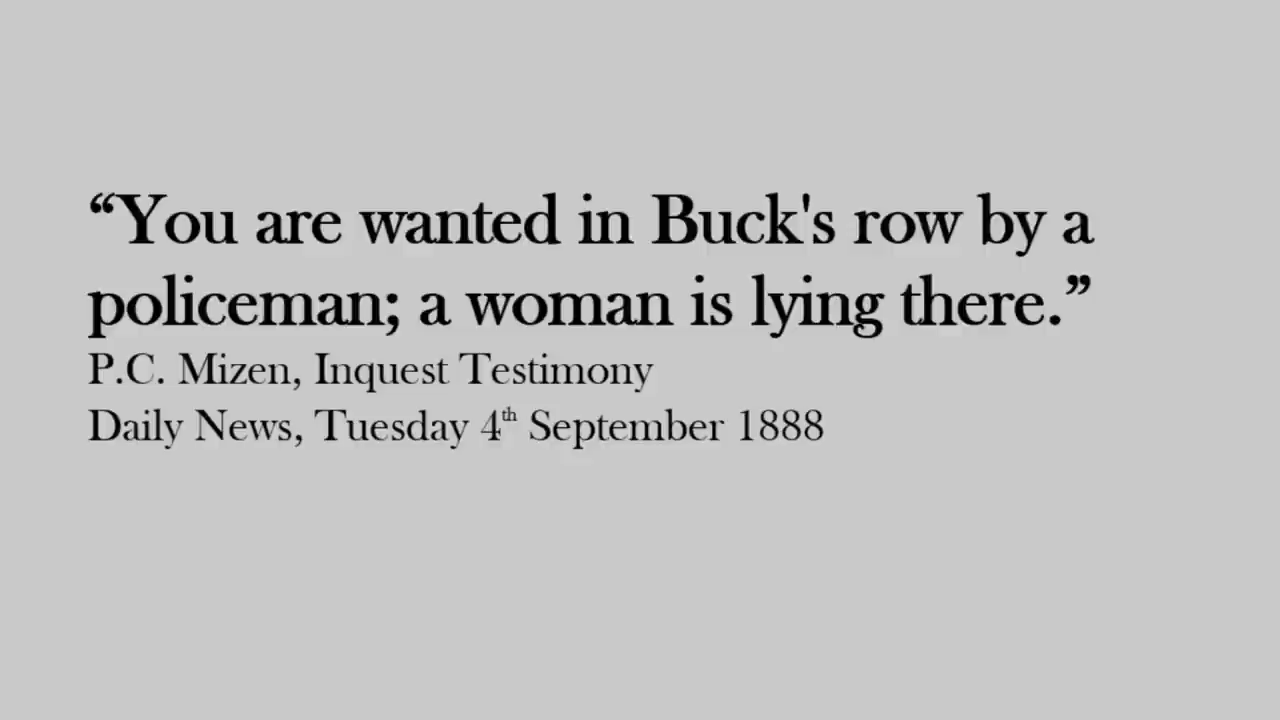 “You are wanted in Buck's row by a
policeman; a woman is lying there.”
P.C. Mizen, Inquest Testimony
Daily News, Tuesday 4th September 1888